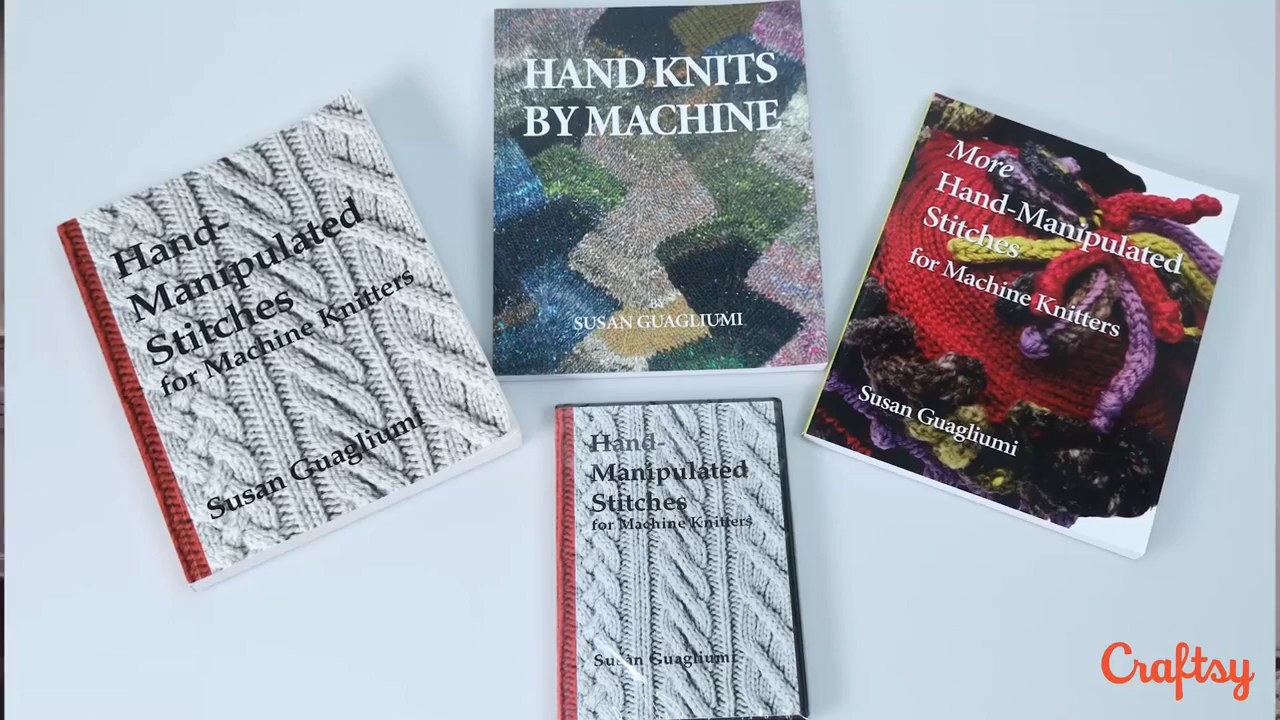 HAND KNITS
BY MACHINE
BY
SUSAN GUAGLIUMI
Hand-
Manipulated
Stitches
for Machine Knitters
Susan Guagliumi
More
Hand-Manipulated
Stitches
for Machine Knitters
Susan Guagliumi
Hand-
Manipulated
Stitches
for Machine Knitters
Susan Guagliumi
Craftsy